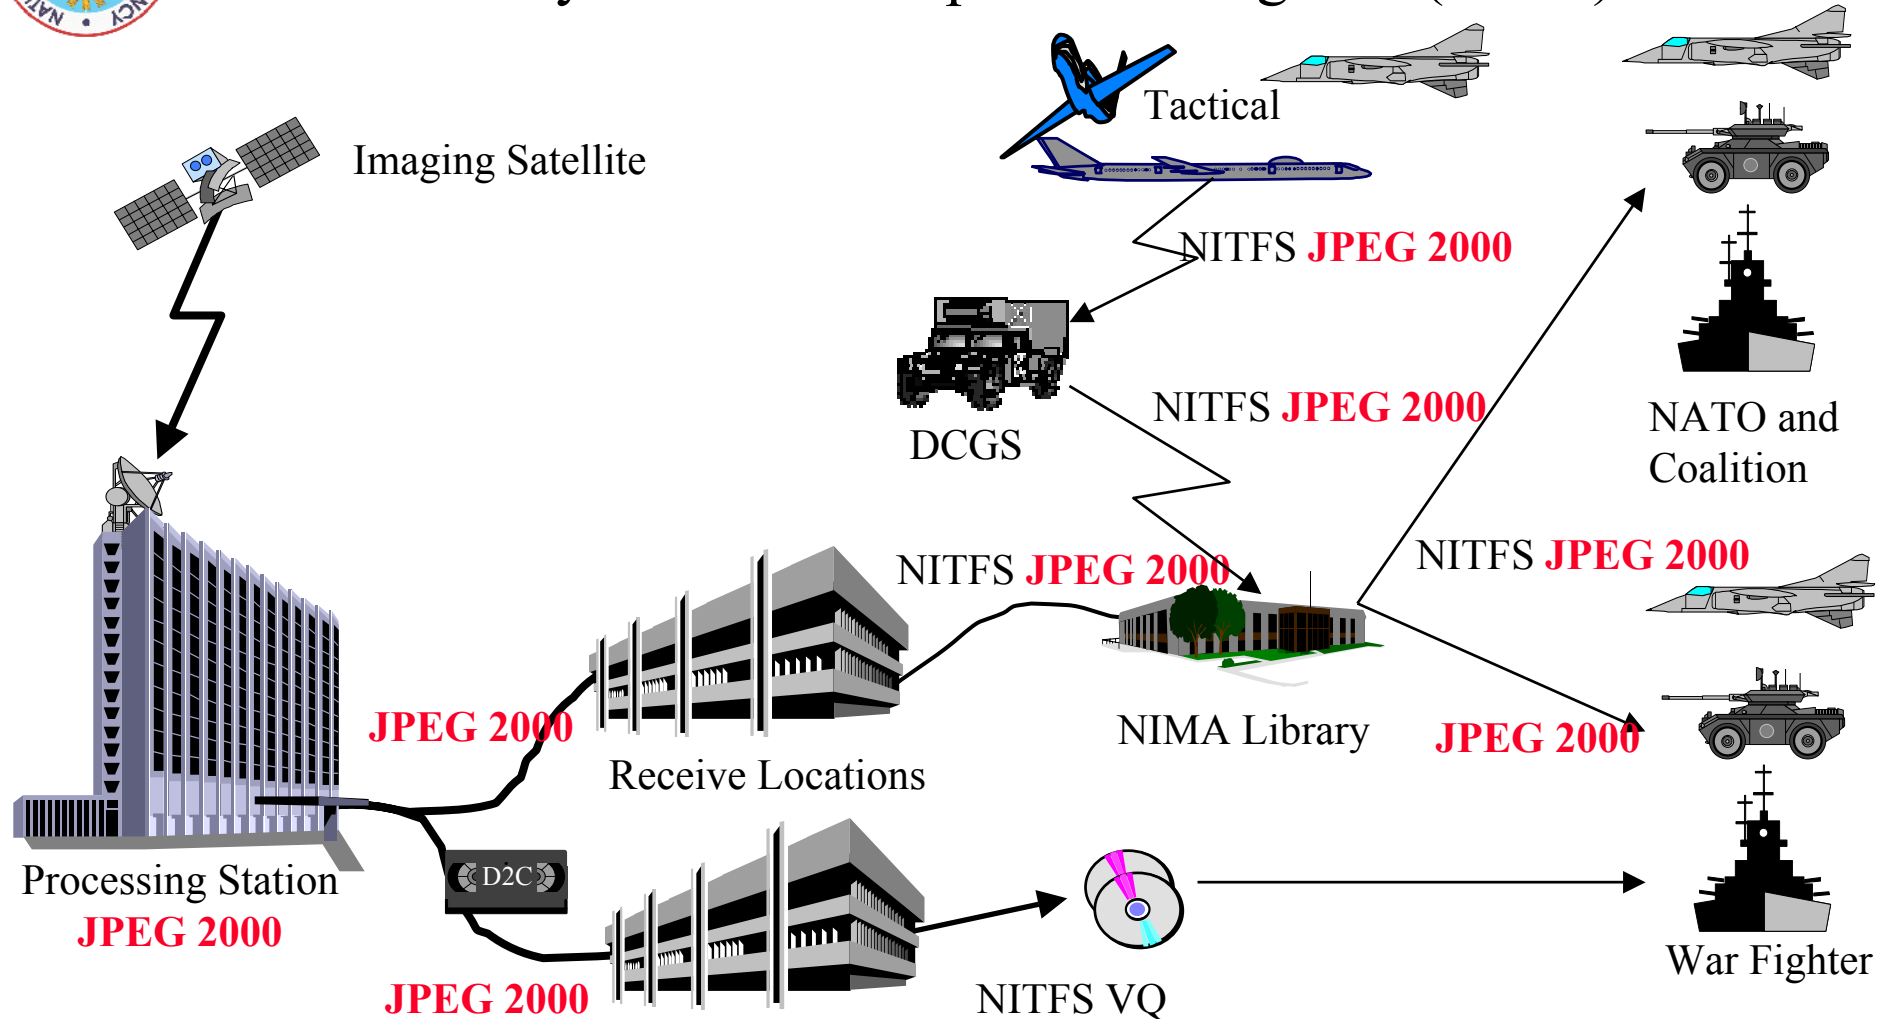 Tactical
Imaging Satellite
NITFS JPEG 2000
NITFS JPEG 2000
DCGS
NATO and
Coalition
NITFS JPEG 2000
NITFS JPEG 2000
JPEG 2000
NIMA Library
JPEG 2000
Receive Locations
Processing Station
JPEG 2000
D2C
JPEG 2000
NITFS VQ
War Fighter